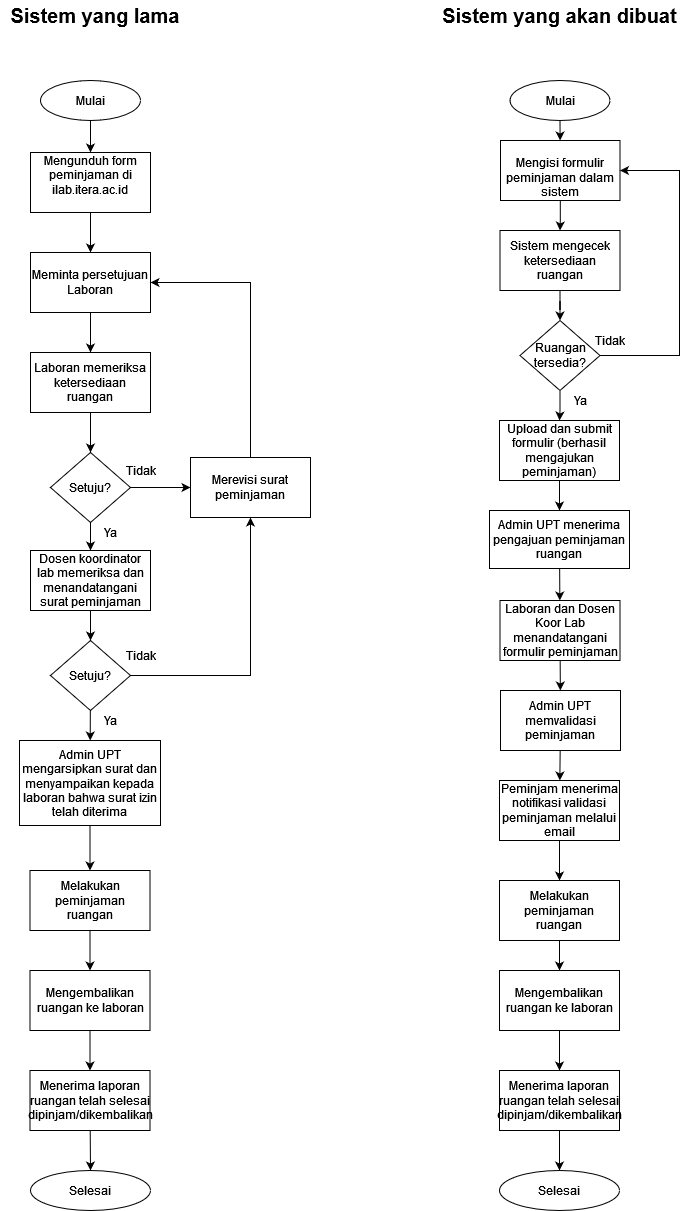 Sistem yang lama
Mulai
Mengunduh form
peminjaman di
ilab.itera.ac.id
Meminta persetujuan
Laboran
Laboran memeriksa
ketersediaan
ruangan
Setuju?
Tidak
Merevisi surat
peminjaman
Ya
Dosen koordinator
lab memeriksa dan
menandatangani
surat peminjaman
Setuju?
Tidak
Ya
Admin UPT
mengarsipkan surat dan
menyampaikan kepada
laboran bahwa surat izin
telah diterima
Melakukan
peminjaman
ruangan
Mengembalikan
ruangan ke laboran
Menerima laporan
ruangan telah selesai
dipinjam/dikembalikan
Selesai
Sistem yang akan dibuat
Mulai
Mengisi formulir
peminjaman dalam
sistem
Sistem mengecek
ketersediaan
ruangan
Ruangan
tersedia?
Tidak
Ya
Upload dan submit
formulir (berhasil
mengajukan
peminjaman)
Admin UPT menerima
pengajuan peminjaman
ruangan
Laboran dan Dosen
Koor Lab
menandatangani
formulir peminjaman
Admin UPT
memvalidasi
peminjaman
Peminjam menerima
notifikasi validasi
peminjaman melalui
email
Melakukan
peminjaman
ruangan
Mengembalikan
ruangan ke laboran
Menerima laporan
ruangan telah selesai
dipinjam/dikembalikan
Selesai